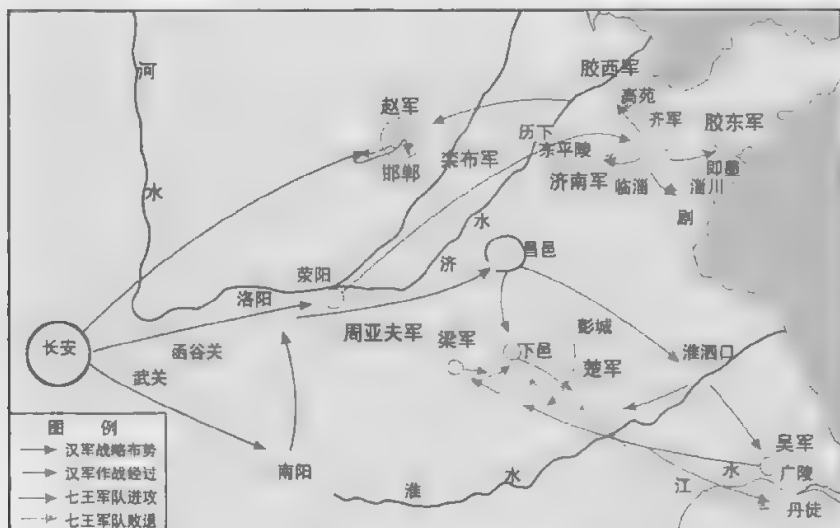 河
水
赵军
邯郸
栾布军
胶西军
高苑
齐军
胶东军
历下
东平陵
济南军
临淄
即墨
淄川
剧
水
济
昌邑
荥阳
洛阳
周亚夫军
长安
函谷关
武关
梁军
下邑
彭城
楚军
淮泗口
南阳
淮
水
吴军
广陵
江
水
丹徒
图 例
汉军战略布势
汉军作战经过
七王军队进攻
七王军队败退